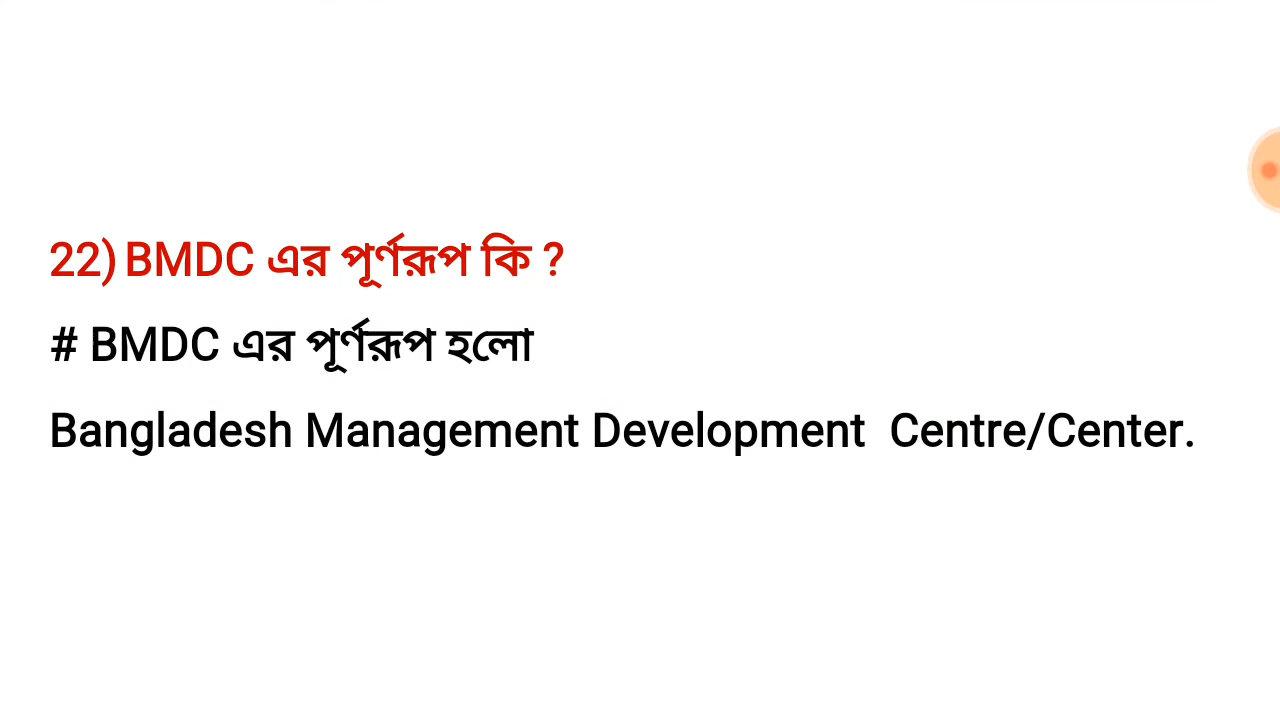 22) BMDC এর পূর্ণরূপ কি ?
# BMDC এর পূর্ণরূপ হলো
Bangladesh Management Development Centre/Center.